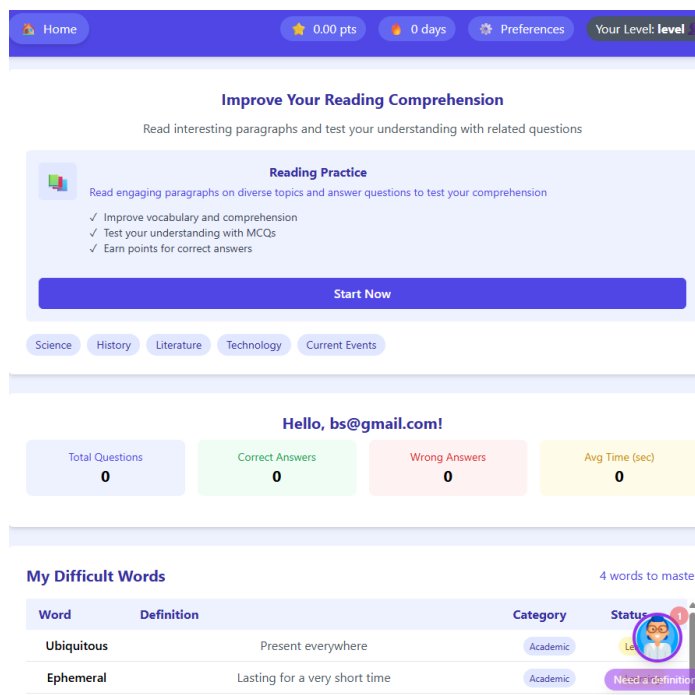 Home
0.00 pts
0 days
Preferences
Your Level: level
Improve Your Reading Comprehension
Read interesting paragraphs and test your understanding with related questions
Reading Practice
Read engaging paragraphs on diverse topics and answer questions to test your comprehension
✓ Improve vocabulary and comprehension
✓ Test your understanding with MCQs
✓ Earn points for correct answers
Start Now
Science History Literature Technology Current Events
Hello, bs@gmail.com!
Total Questions Correct Answers Wrong Answers Avg Time (sec)
0 0 0 0
My Difficult Words
4 words to maste
Word Definition Category Status
1
Ubiquitous Present everywhere Academic
Ephemeral Lasting for a very short time Academic
Need a definition